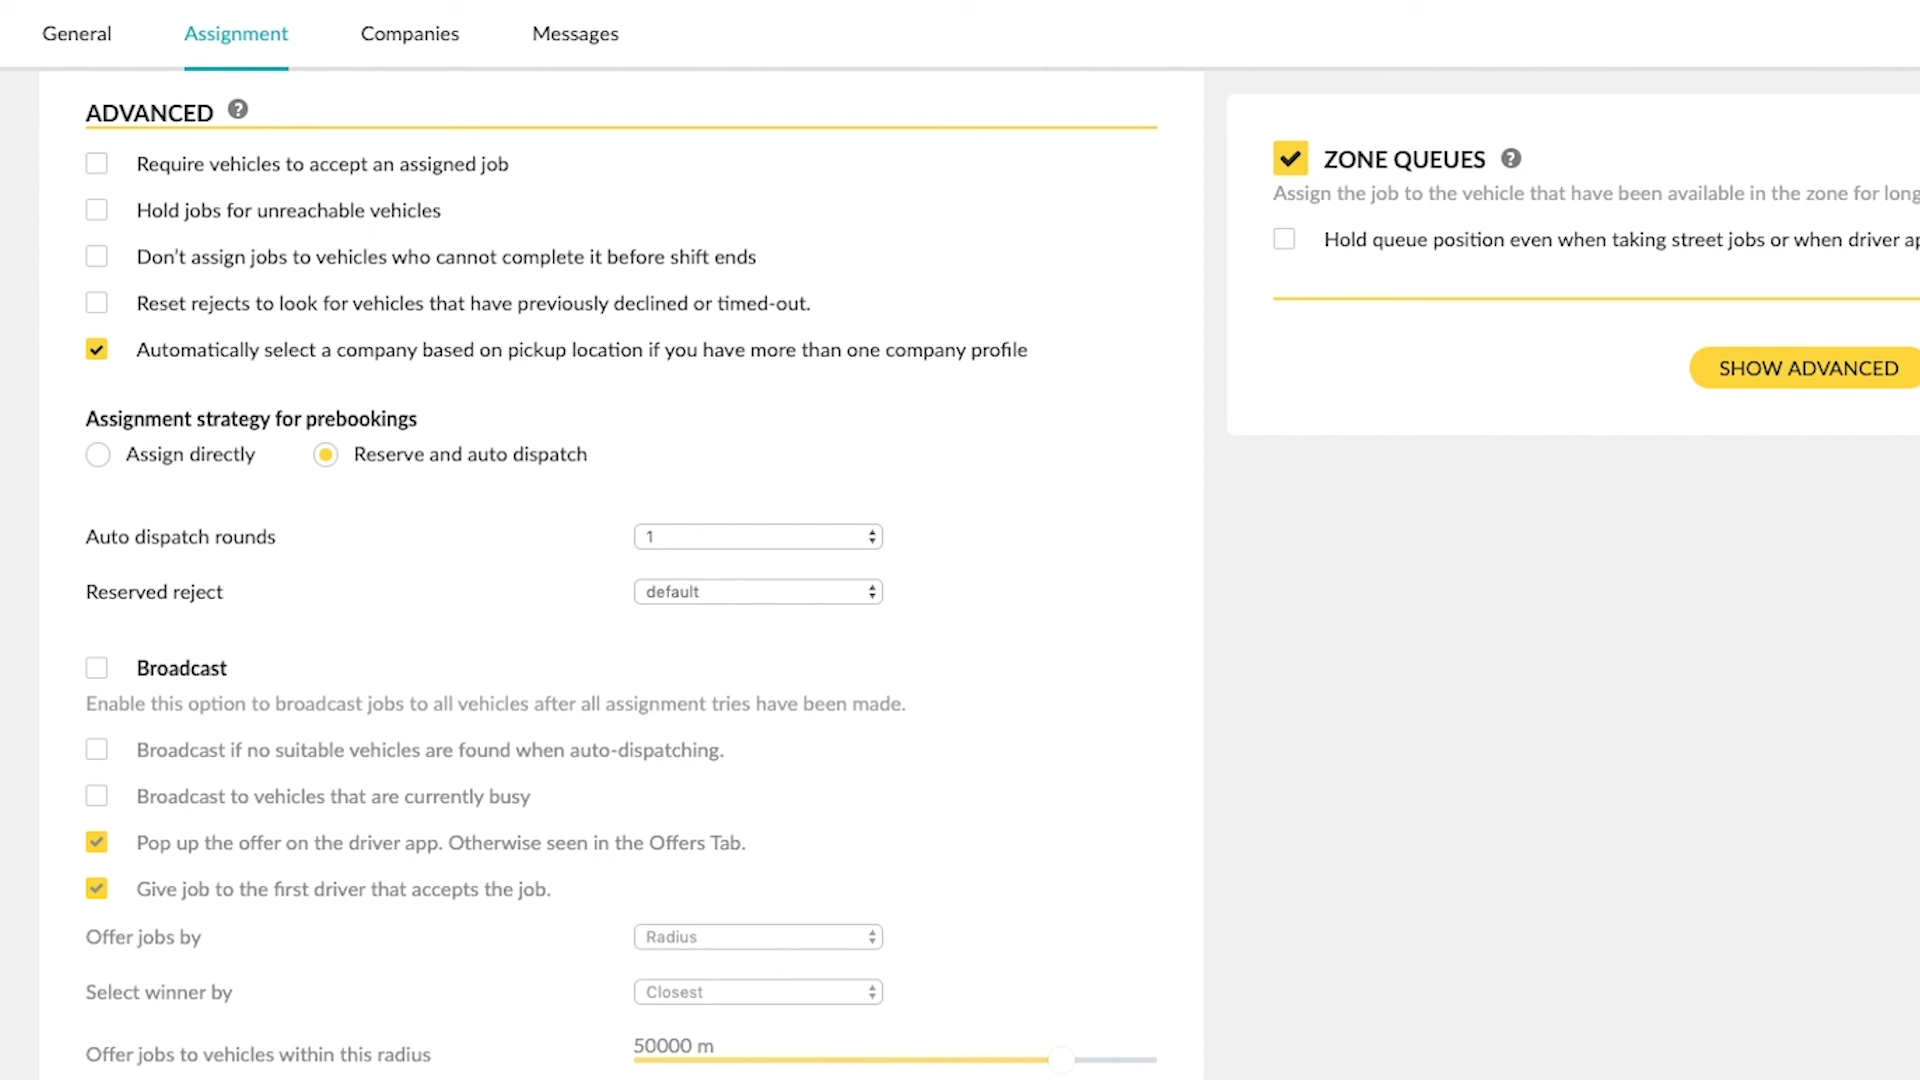 General
Assignment
Companies
Messages
ADVANCED ?
Require vehicles to accept an assigned job
Hold jobs for unreachable vehicles
Don't assign jobs to vehicles who cannot complete it before shift ends
Reset rejects to look for vehicles that have previously declined or timed-out.
Automatically select a company based on pickup location if you have more than one company profile
Assignment strategy for prebookings
Assign directly
Reserve and auto dispatch
Auto dispatch rounds
1
Reserved reject
default
Broadcast
Enable this option to broadcast jobs to all vehicles after all assignment tries have been made.
Broadcast if no suitable vehicles are found when auto-dispatching.
Broadcast to vehicles that are currently busy
Pop up the offer on the driver app. Otherwise seen in the Offers Tab.
Give job to the first driver that accepts the job.
Offer jobs by
Radius
Select winner by
Closest
Offer jobs to vehicles within this radius
50000 m
ZONE QUEUES ?
Assign the job to the vehicle that have been available in the zone for long
Hold queue position even when taking street jobs or when driver
SHOW ADVANCED